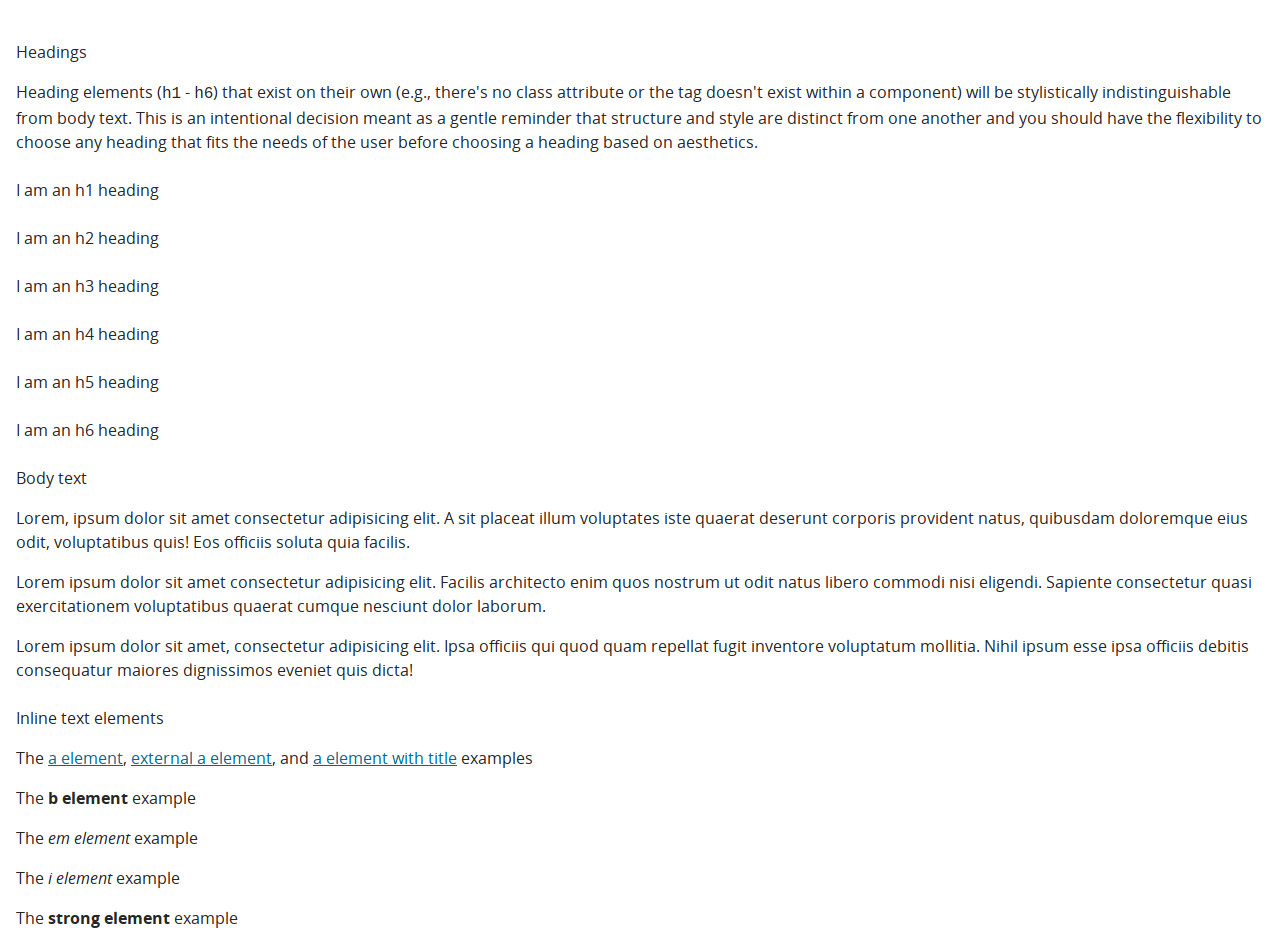 Headings
Heading elements (h1 - h6) that exist on their own (e.g., there's no class attribute or the tag doesn't exist within a component) will be stylistically indistinguishable
from body text. This is an intentional decision meant as a gentle reminder that structure and style are distinct from one another and you should have the flexibility to
choose any heading that fits the needs of the user before choosing a heading based on aesthetics.
I am an h1 heading
I am an h2 heading
I am an h3 heading
I am an h4 heading
I am an h5 heading
I am an h6 heading
Body text
Lorem, ipsum dolor sit amet consectetur adipisicing elit. A sit placeat illum voluptates iste quaerat deserunt corporis provident natus, quibusdam doloremque eius
odit, voluptatibus quis! Eos officiis soluta quia facilis.
Lorem ipsum dolor sit amet consectetur adipisicing elit. Facilis architecto enim quos nostrum ut odit natus libero commodi nisi eligendi. Sapiente consectetur quasi
exercitationem voluptatibus quaerat cumque nesciunt dolor laborum.
Lorem ipsum dolor sit amet, consectetur adipisicing elit. Ipsa officiis qui quod quam repellat fugit inventore voluptatum mollitia. Nihil ipsum esse ipsa officiis debitis
consequatur maiores dignissimos eveniet quis dicta!
Inline text elements
The a element, external a element, and a element with title examples
The b element example
The em element example
The i element example
The strong element example